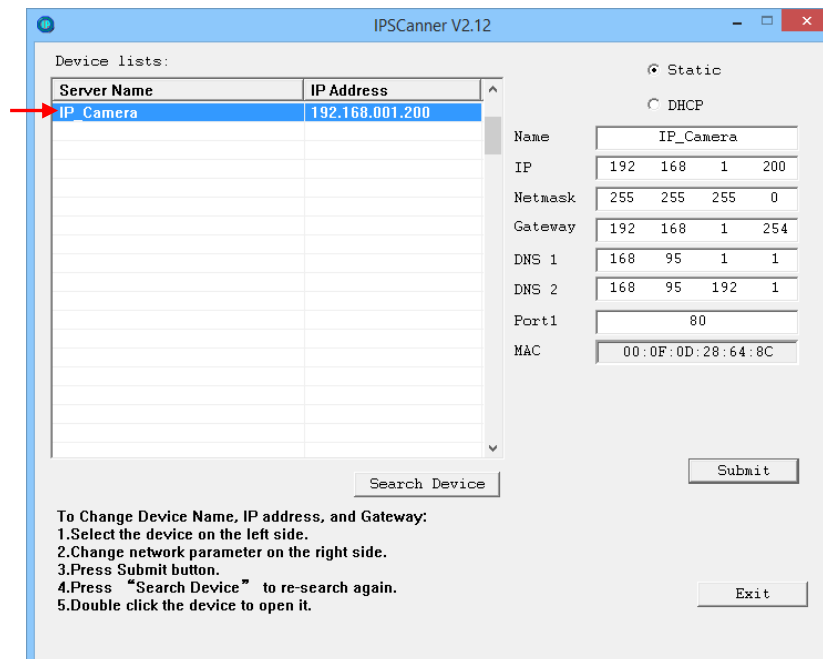 IPSCanner V2.12
Device lists:
Server Name IP Address
IP_Camera 192.168.001.200
Static
DHCP
Name IP_Camera
IP 192 168 1 200
Netmask 255 255 255 0
Gateway 192 168 1 254
DNS 1 168 95 1 1
DNS 2 168 95 192 1
Port1 80
MAC 00:0F:0D:28:64:8C
Search Device
Submit
To Change Device Name, IP address, and Gateway:
1.Select the device on the left side.
2.Change network parameter on the right side.
3.Press Submit button.
4.Press “Search Device” to re-search again.
5.Double click the device to open it.
Exit